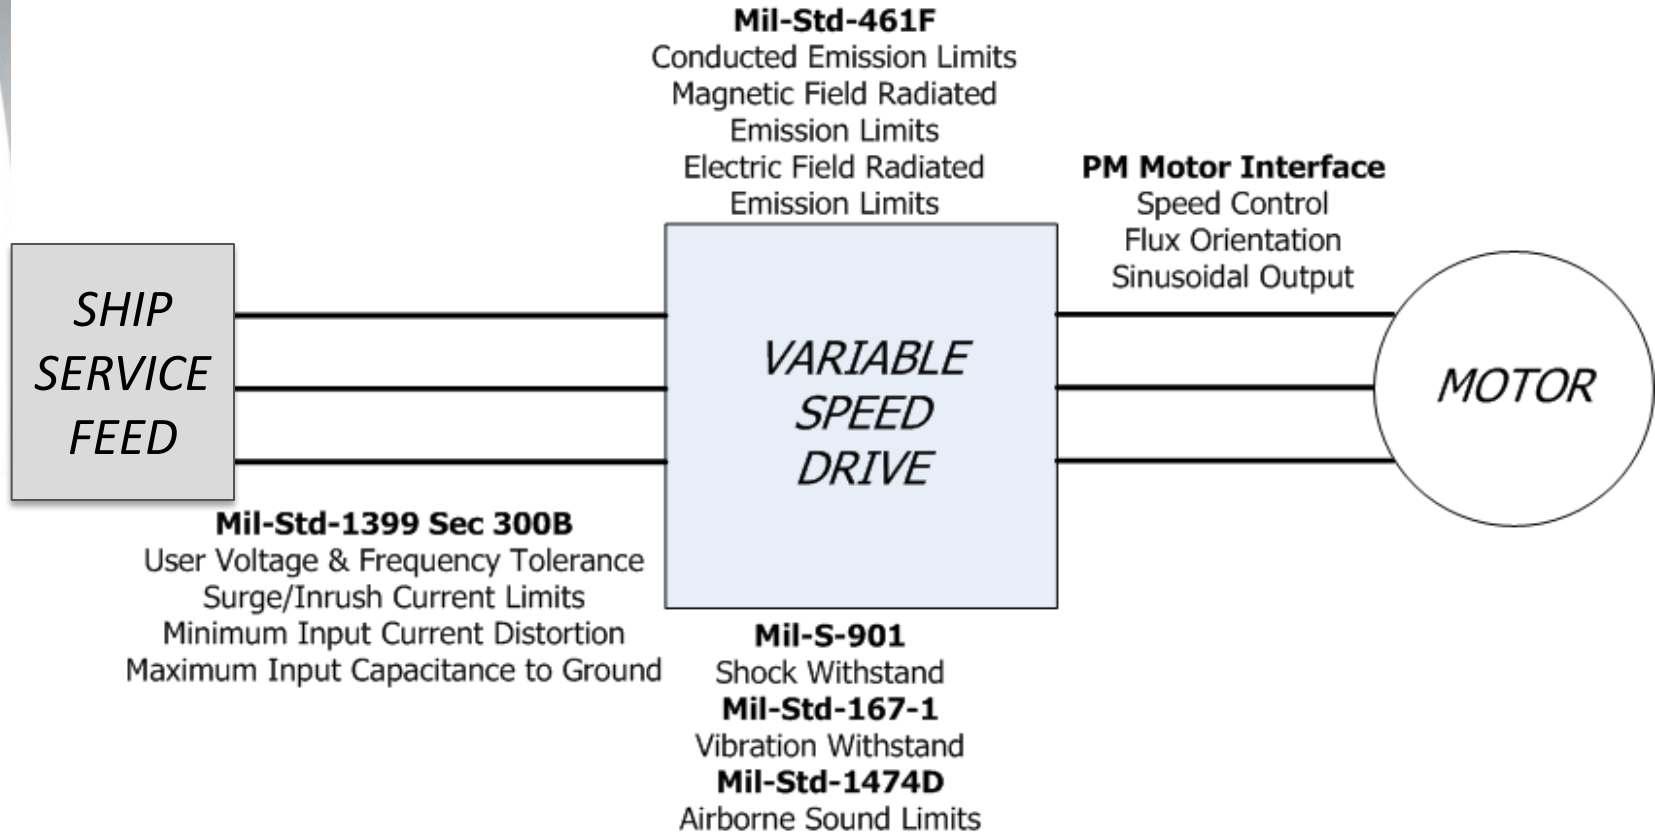 Mil-Std-461F
Conducted Emission Limits
Magnetic Field Radiated
Emission Limits
Electric Field Radiated
Emission Limits
PM Motor Interface
Speed Control
Flux Orientation
Sinusoidal Output
SHIP
SERVICE
FEED
VARIABLE
SPEED
DRIVE
MOTOR
Mil-Std-1399 Sec 300B
User Voltage & Frequency Tolerance
Surge/Inrush Current Limits
Minimum Input Current Distortion
Maximum Input Capacitance to Ground
Mil-S-901
Shock Withstand
Mil-Std-167-1
Vibration Withstand
Mil-Std-1474D
Airborne Sound Limits